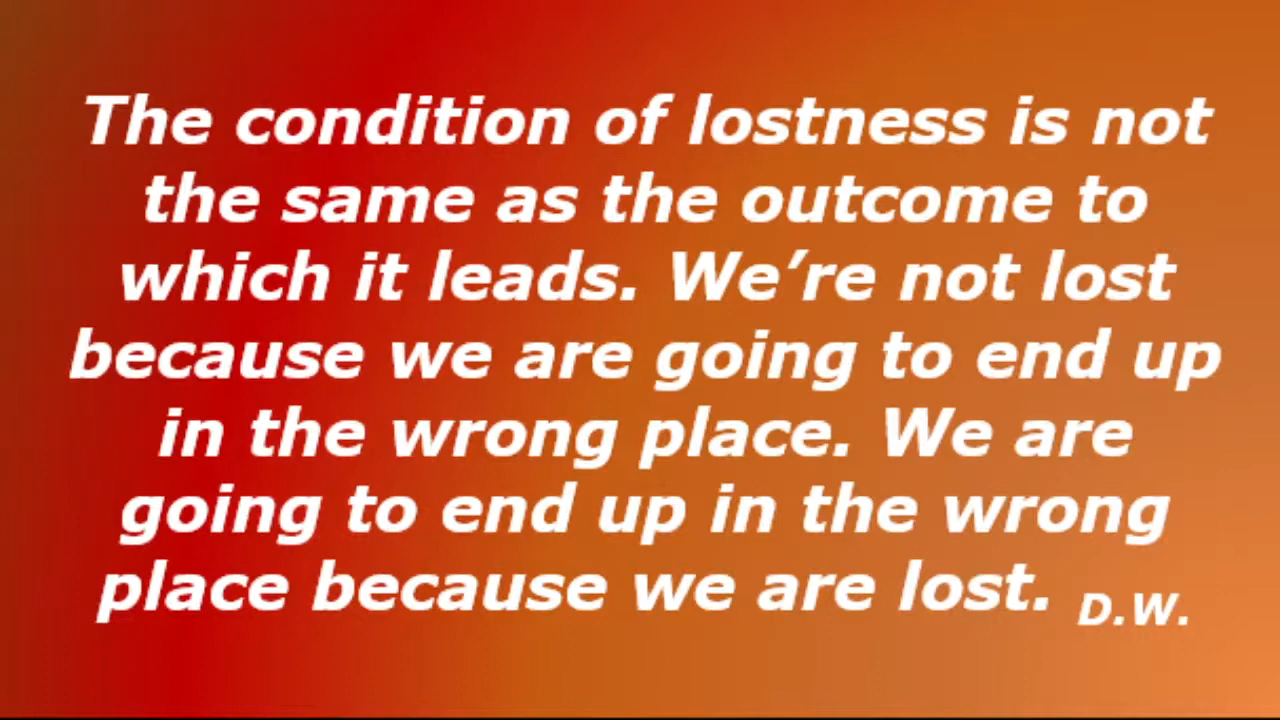 The condition of lostness is not
the same as the outcome to
which it leads. We’re not lost
because we are going to end up
in the wrong place. We are
going to end up in the wrong
place because we are lost. D.W.